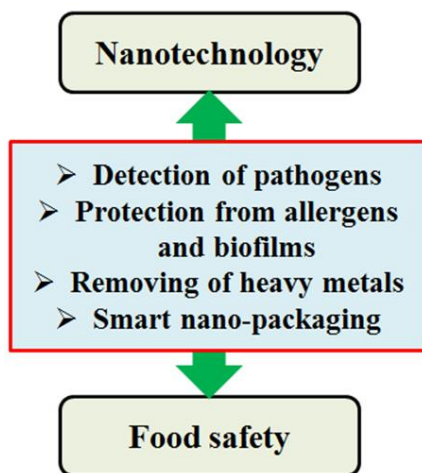 Nanotechnology
➢ Detection of pathogens
➢ Protection from allergens
and biofilms
➢ Removing of heavy metals
➢ Smart nano-packaging
Food safety